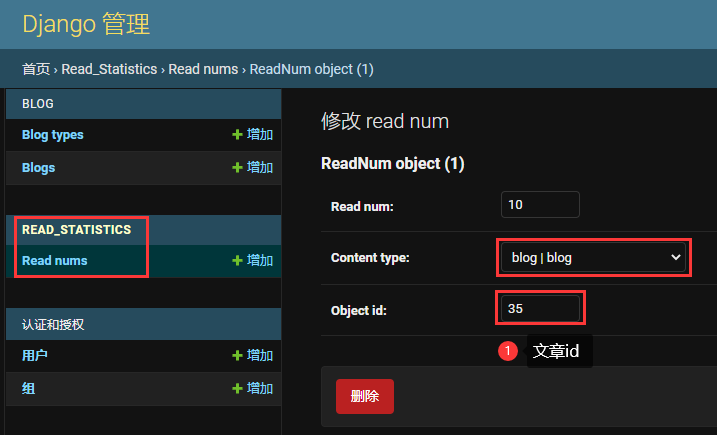 Django 管理
首页 › Read_Statistics › Read nums › ReadNum object (1)
BLOG
Blog types
增加
Blogs
增加
READ_STATISTICS
Read nums
增加
认证和授权
用户
增加
组
增加
修改 read num
ReadNum object (1)
Read num:
10
Content type:
blog | blog
Object id:
35
1 文章id
删除